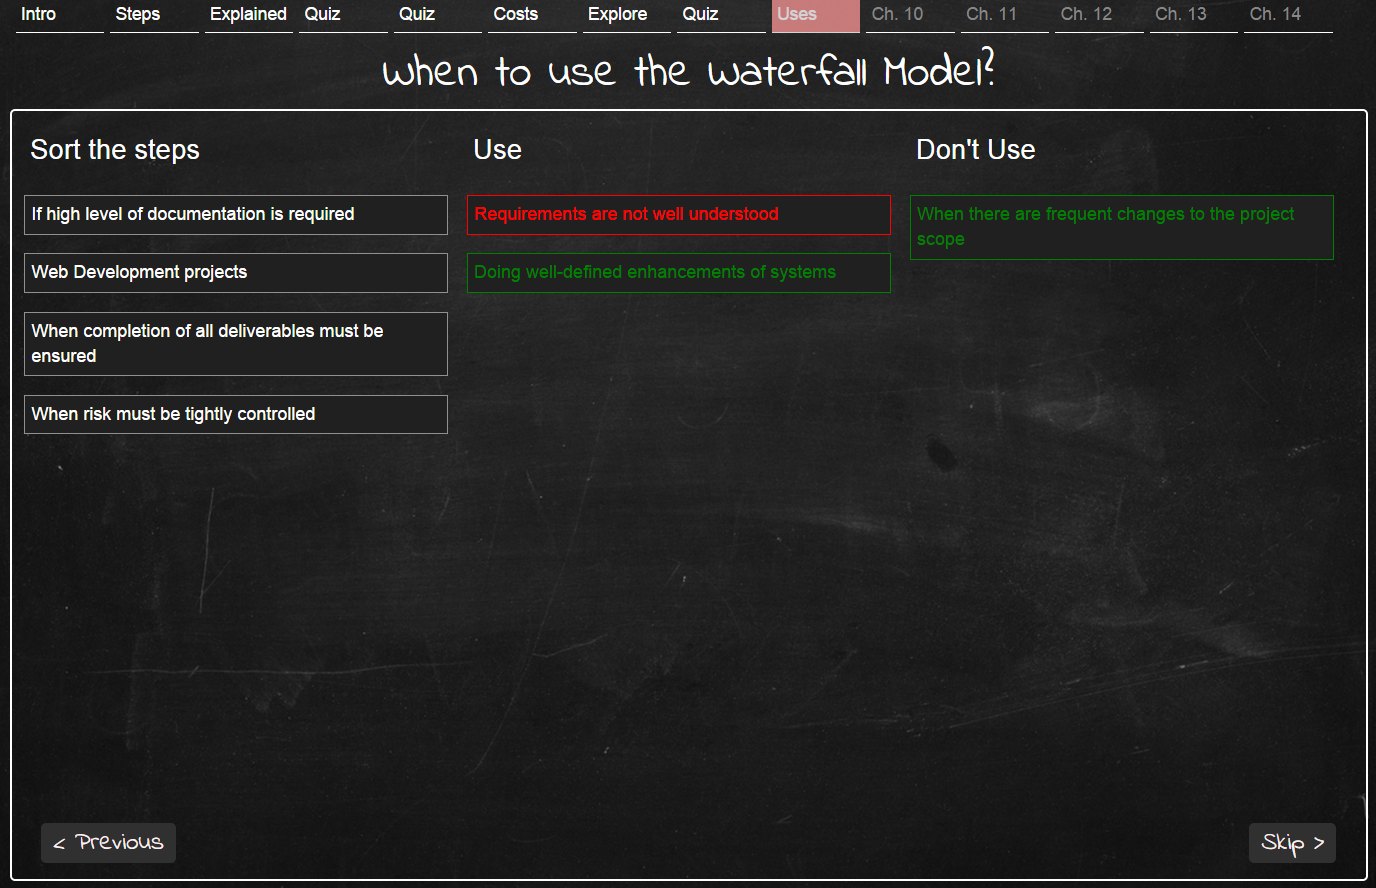 Intro Steps Explained Quiz Quiz Costs Explore Quiz Uses Ch. 10 Ch. 11 Ch. 12 Ch. 13 Ch. 14
When to use the Waterfall Model?
Sort the steps
If high level of documentation is required
Web Development projects
When completion of all deliverables must be
ensured
When risk must be tightly controlled
Use
Requirements are not well understood
Doing well-defined enhancements of systems
Don't Use
When there are frequent changes to the project
scope
< Previous
Skip >